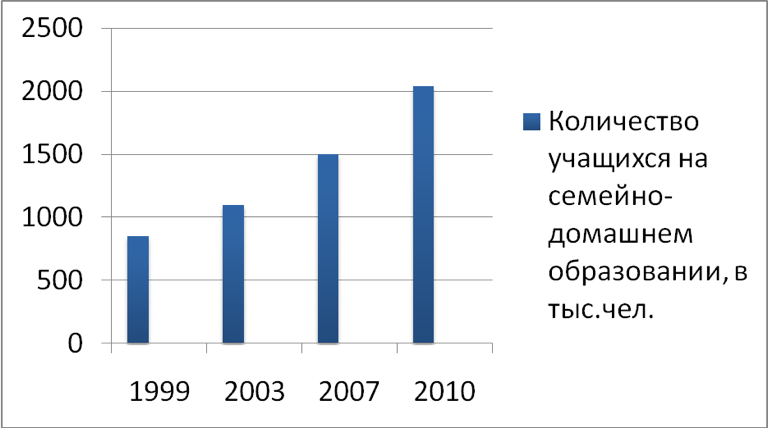 2500
2000
1500
1000
500
0
1999
2003
2007
2010
Количество
учащихся на
семейно-
домашнем
образовании, в
тыс.чел.